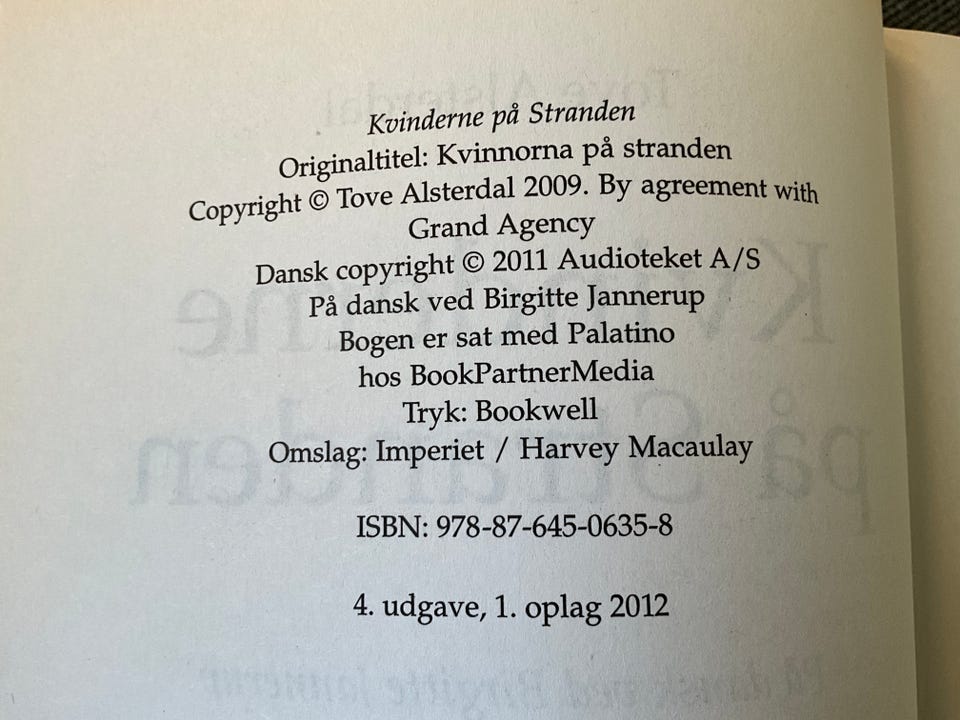 Kvinderne på Stranden
Originaltitel: Kvinnorna på stranden
Copyright © Tove Alsterdal 2009. By agreement with
Grand Agency
Dansk copyright © 2011 Audioteket A/S
På dansk ved Birgitte Jannerup
Bogen er sat med Palatino
hos BookPartnerMedia
Tryk: Bookwell
Omslag: Imperiet / Harvey Macaulay
ISBN: 978-87-645-0635-8
4. udgave, 1. oplag 2012